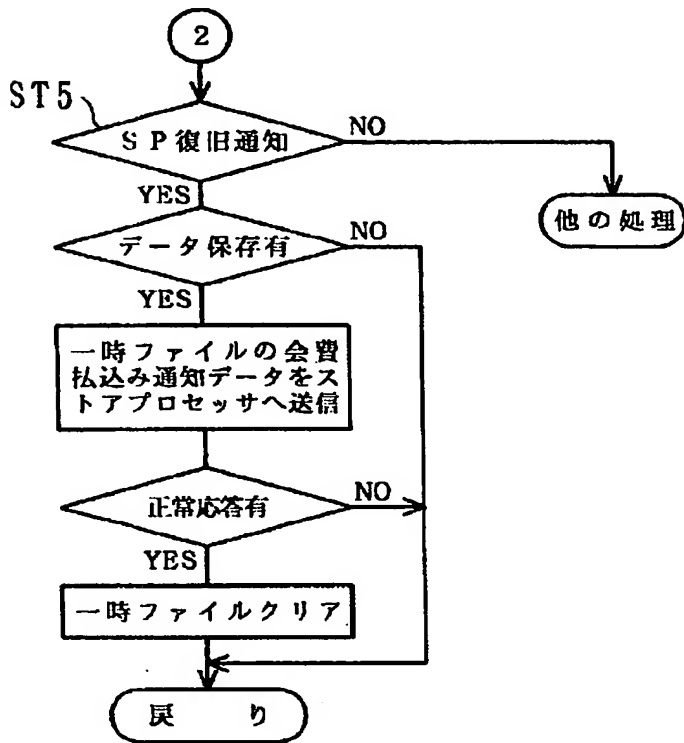 2
ST5
SP復旧通知
NO
YES
他の処理
データ保存有
NO
YES
一時ファイルの会費
払込み通知データをス
トアプロセッサへ送信
正常応答有
NO
YES
一時ファイルクリア
戻り